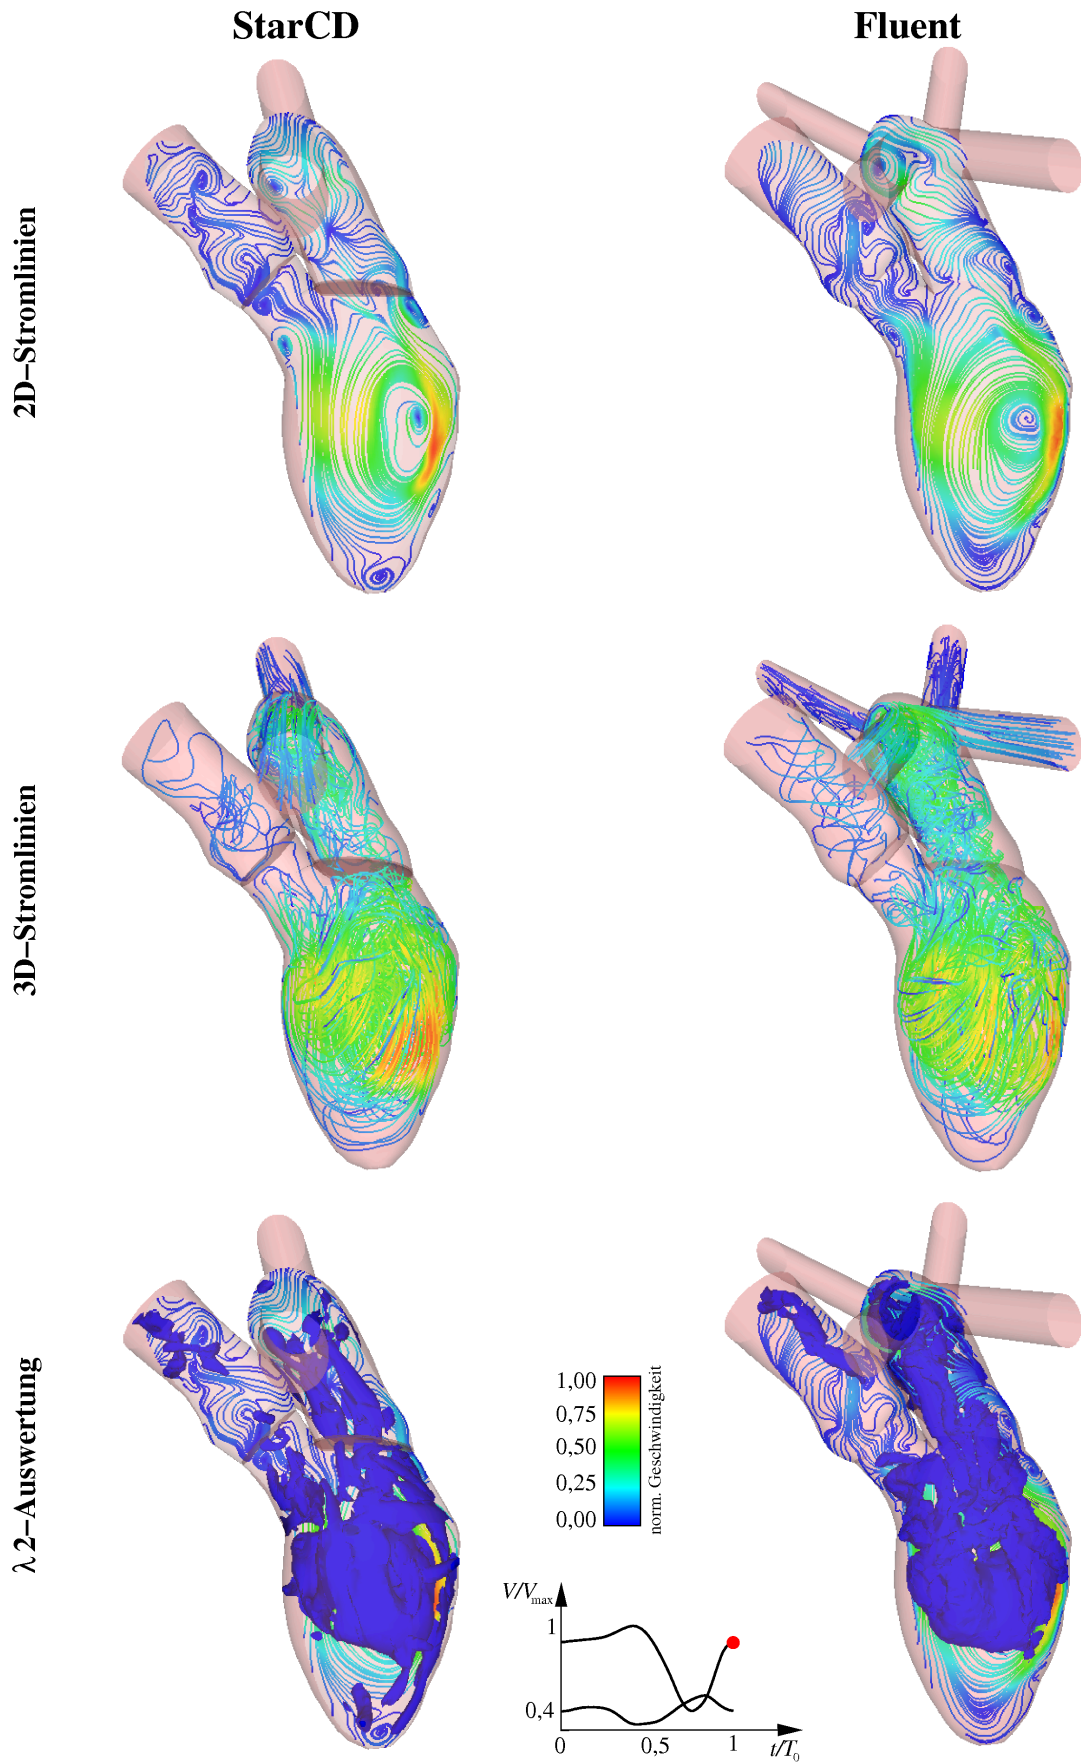 StarCD
Fluent
2D-Stromlinien
3D-Stromlinien
λ2-Auswertung
1,00
0,75
0,50
0,25
0,00
norm. Geschwindigkeit
V/Vmax
1
0,4
0
0,5
1
t/T0